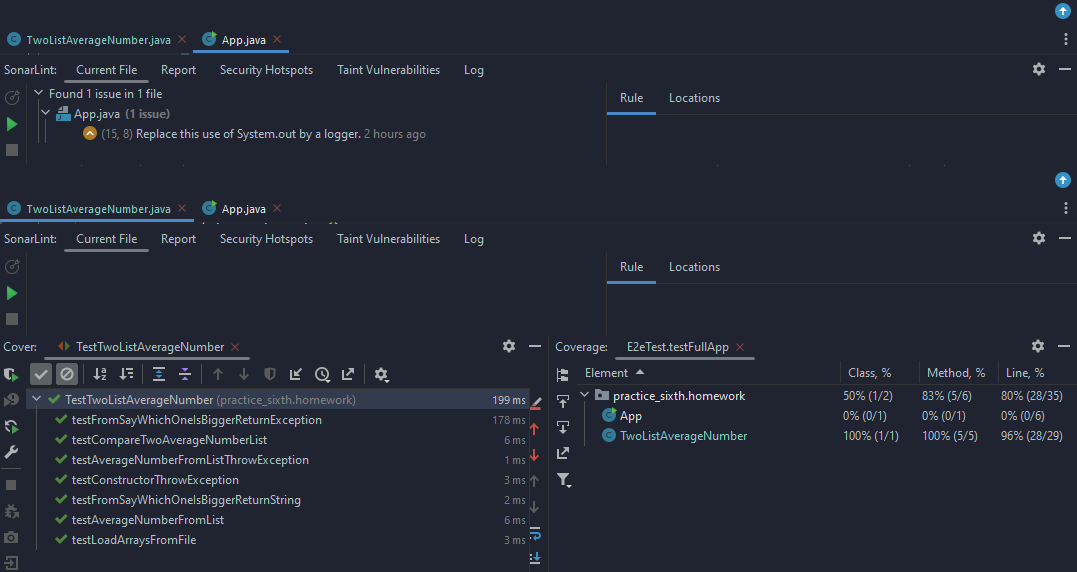 TwoListAverageNumber.java App.java
SonarLint: Current File Report Security Hotspots Taint Vulnerabilities Log
Found 1 issue in 1 file
Rule Locations
App.java (1 issue)
(15, 8) Replace this use of System.out by a logger. 2 hours ago
TwoListAverageNumber.java App.java
SonarLint: Current File Report Security Hotspots Taint Vulnerabilities Log
Rule Locations
Cover: TestTwoListAverageNumber
TestTwoListAverageNumber (practice_sixth.homework) 199 ms
testFromSayWhichOneIsBiggerReturnException 178 ms
testCompareTwoAverageNumberList 6 ms
testAverageNumberFromListThrowException 1 ms
testConstructorThrowException 3 ms
testFromSayWhichOneIsBiggerReturnString 2 ms
testAverageNumberFromList 6 ms
testLoadArraysFromFile 3 ms
Coverage: E2eTest.testFullApp
Element Class, % Method, % Line, %
practice_sixth.homework 50% (1/2) 83% (5/6) 80% (28/35)
App 0% (0/1) 0% (0/1) 0% (0/6)
TwoListAverageNumber 100% (1/1) 100% (5/5) 96% (28/29)